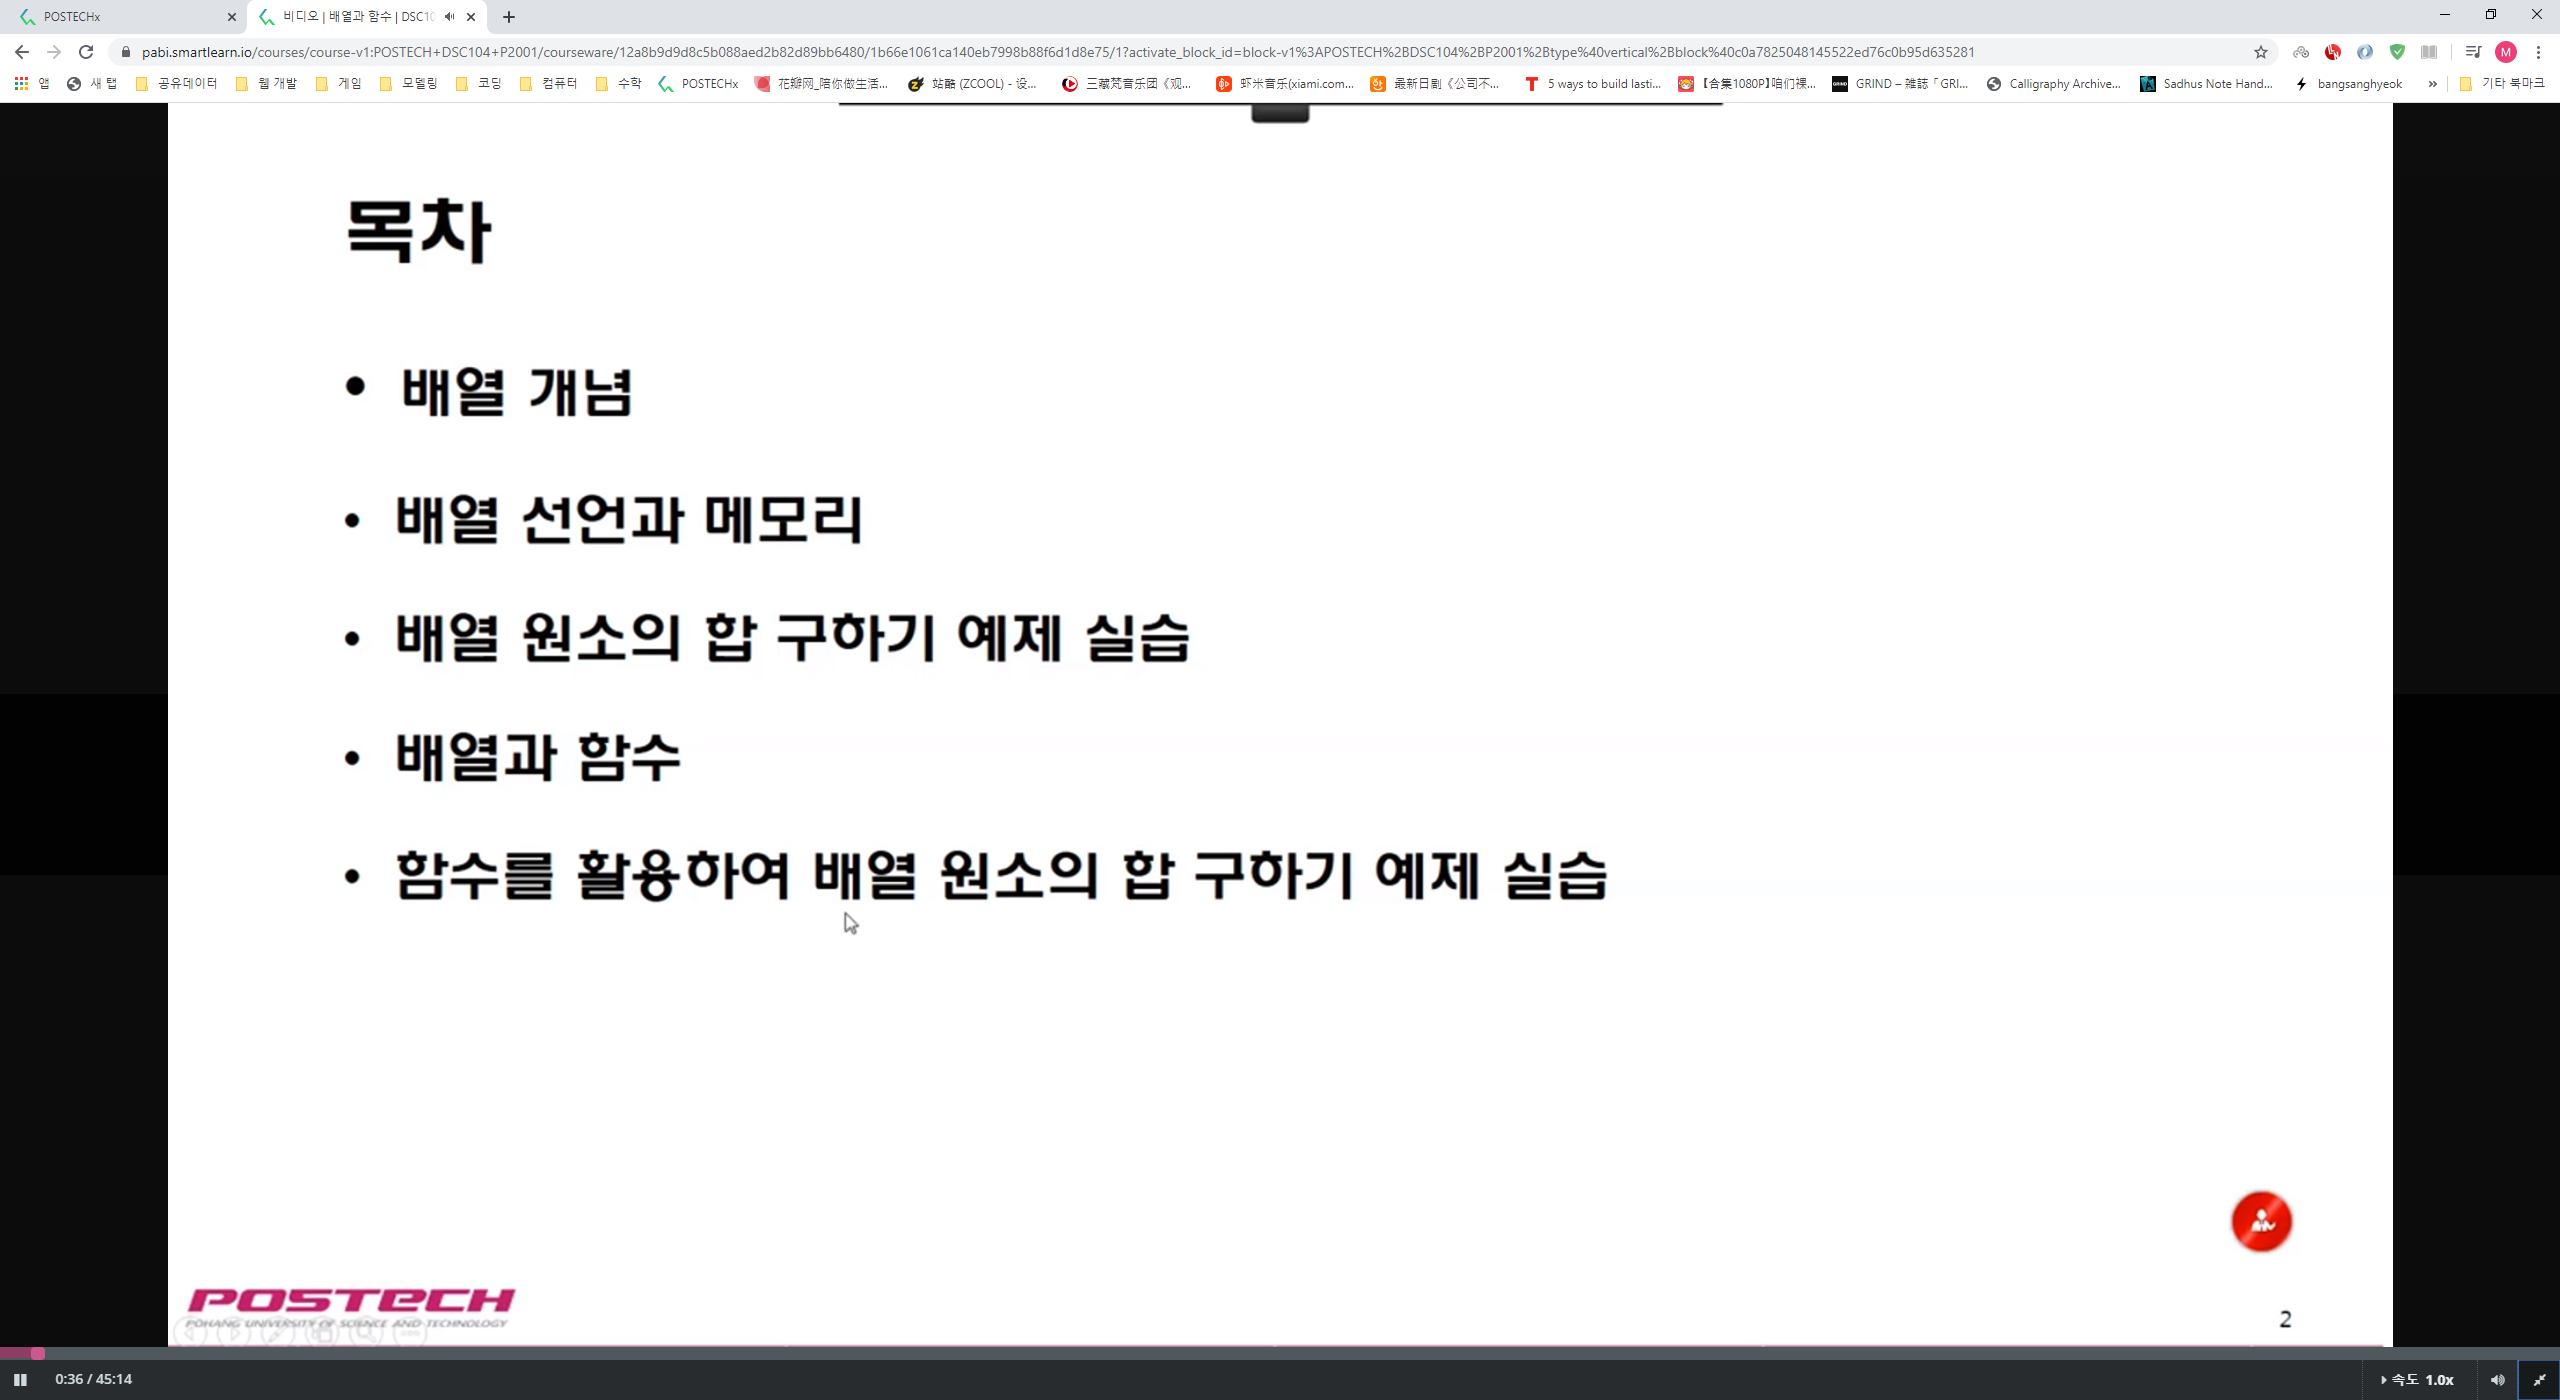 POSTECHx
비디오 | 배열과 함수 | DSC10
pabi.smartlearn.io/courses/course-v1:POSTECH+DSC104+P2001/courseware/12a8b9d9d8c5b088aed2b82d89bb6480/1b66e1061ca140eb7998b88f6d1d8e75/1?activate_block_id=block-v1%3APOSTECH%2BDSC104%2BP2001%2Btype%40vertical%2Bblock%40c0a7825048145522ed76c0b95d635281
M
앱 새 탭 공유데이터 웹 개발 게임 모델링 코딩 컴퓨터 수학 POSTECHx 花瓣网_陪你做生活... 站酷 (ZCOOL) - 设... 三藏梵音乐团《观... 虾米音乐(xiami.com... 最新日剧《公司不... 5 ways to build lasti... 【合集1080P】咱们裸... GRIND – 雑誌「GRI... Calligraphy Archive... Sadhus Note Hand... bangsanghyeok » 기타 북마크
목차
• 배열 개념
• 배열 선언과 메모리
• 배열 원소의 합 구하기 예제 실습
• 배열과 함수
• 함수를 활용하여 배열 원소의 합 구하기 예제 실습
POSTECH
POHANG UNIVERSITY OF SCIENCE AND TECHNOLOGY
2
0:36 / 45:14
속도 1.0x